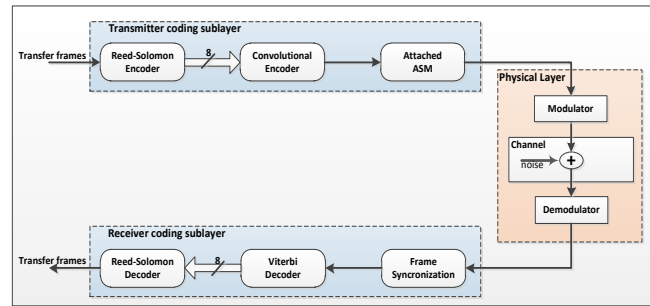 Transmitter coding sublayer
Transfer frames
Reed-Solomon
Encoder
8
Convolutional
Encoder
Attached
ASM
Physical Layer
Modulator
Channel
noise
+
Demodulator
Receiver coding sublayer
Transfer frames
Reed-Solomon
Decoder
8
Viterbi
Decoder
Frame
Syncronization